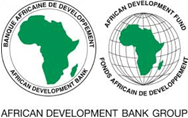 BANQUE AFRICAINE DE DEVELOPPEMENT
AFRICAN DEVELOPMENT BANK
AFRICAN DEVELOPMENT FUND
FONDS AFRICAIN DE DEVELOPPEMENT
AFRICAN DEVELOPMENT BANK GROUP